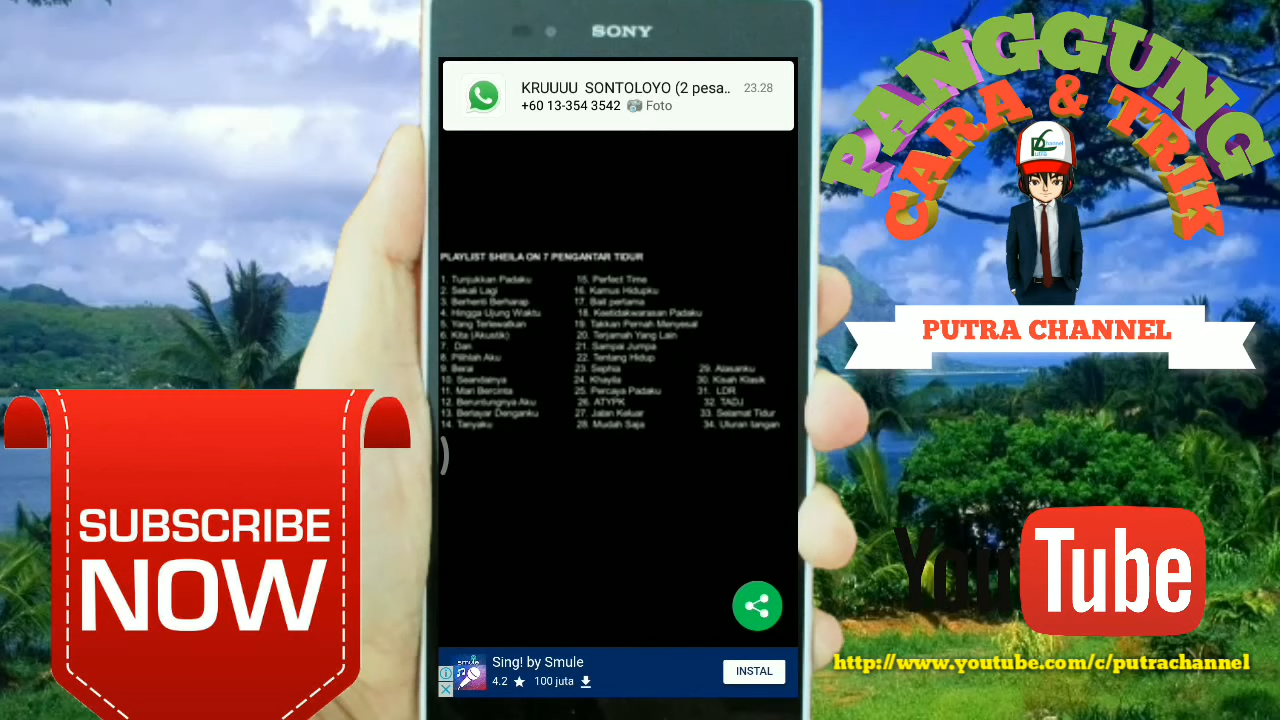 SONY
KRUUUU SONTOLOYO (2 pesa.. 23.28
+60 13-354 3542 Foto
PLAYLIST SHEILA ON 7 PENGANTAR TIDUR
1. Tunjukkan Padaku 15. Perfect Time
2. Sekali Lagi 16. Kamus Hidupku
3. Berhenti Berharap 17. Bait pertama
4. Hingga Ujung Waktu 18. Ketidakwarasan Padaku
5. Yang Terlewatkan 19. Takkan Pernah Menyesal
6. Kita (Akustik) 20. Terjamah Yang Lain
7. Dan 21. Sampai Jumpa
8. Pilihlah Aku 22. Tentang Hidup
9. Berai 23. Sephia 29. Alasanku
10. Seandainya 24. Khaylila 30. Kisah Klasik
11. Mari Bercinta 25. Percaya Padaku 31. LDR
12. Beruntungnya Aku 26. ATYPK 32. TADJ
13. Berlayar Denganku 27. Jalan Keluar 33. Selamat Tidur
14. Tanyaku 28. Mudah Saja 34. Uluran tangan
Sing! by Smule
4.2 ★ 100 juta
INSTAL
SUBSCRIBE
NOW
PANGGUNG
CARA & TRIK
Putra Channel
PUTRA CHANNEL
YouTube
http://www.youtube.com/c/putrachannel